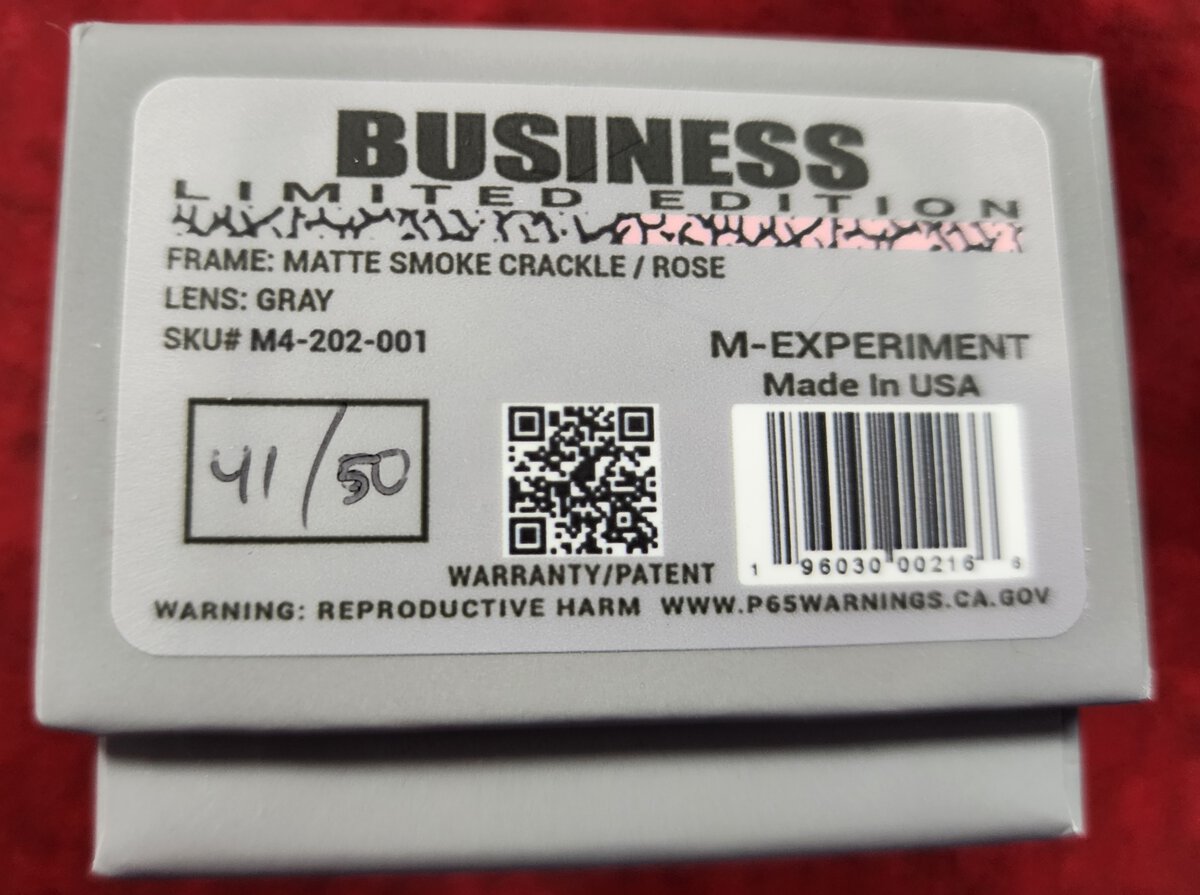 BUSINESS
LIMITED EDITION
FRAME: MATTE SMOKE CRACKLE / ROSE
LENS: GRAY
SKU# M4-202-001
M-EXPERIMENT
Made In USA
41/50
1 96030 00216 6
WARRANTY/PATENT
WARNING: REPRODUCTIVE HARM WWW.P65WARNINGS.CA.GOV